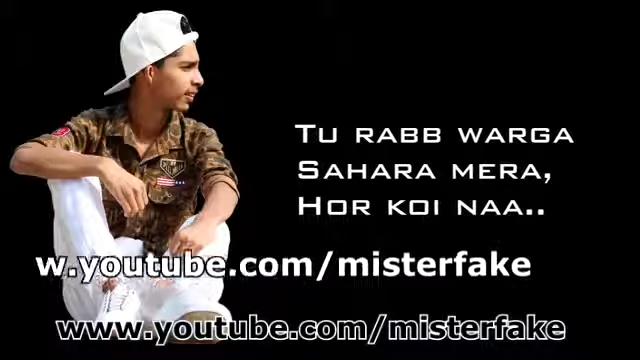 TU RABB WARGA
SAHARA MERA,
HOR KOI NAA..
w.youtube.com/misterfake
www.youtube.com/misterfake